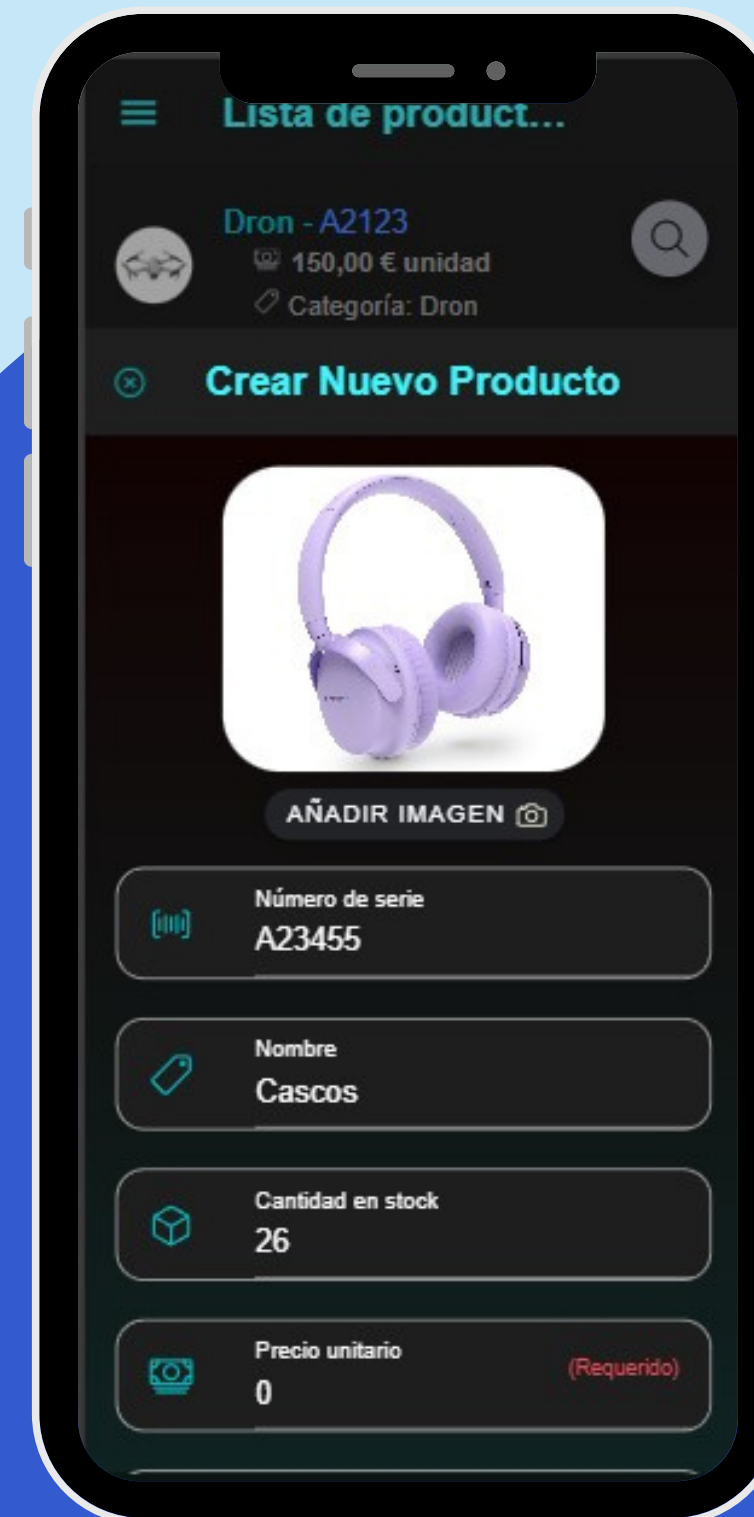 Lista de product...
Dron - A2123
150,00 € unidad
Categoría: Dron
Crear Nuevo Producto
AÑADIR IMAGEN
Número de serie
A23455
Nombre
Cascos
Cantidad en stock
26
Precio unitario
(Requerido)
0